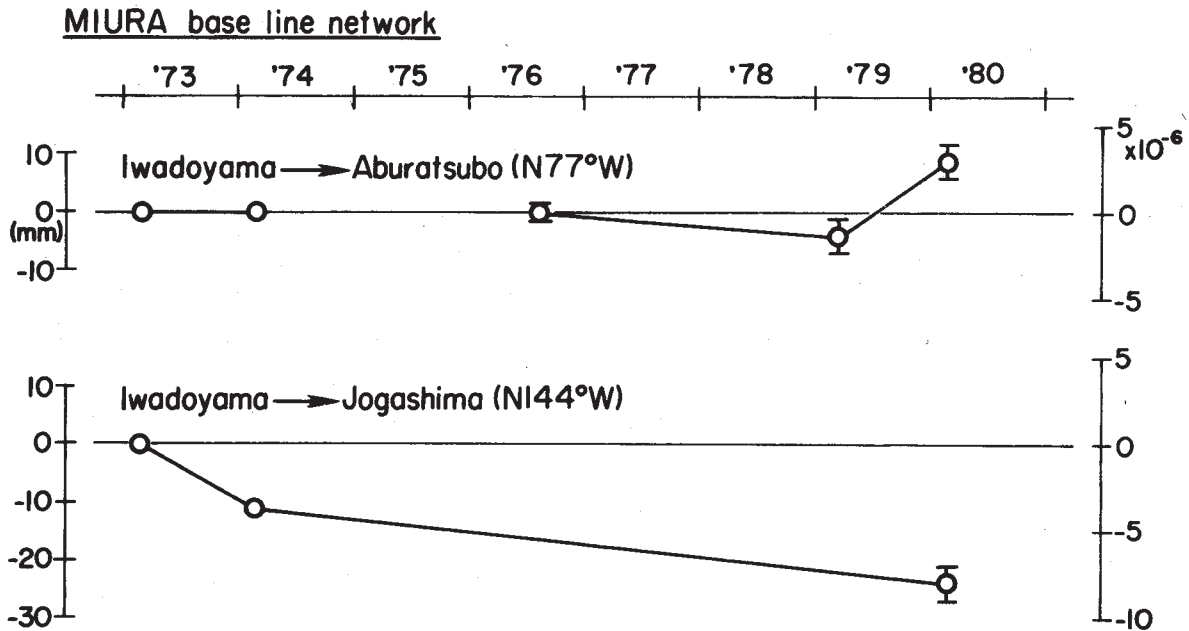 MIURA base line network
'73 '74 '75 '76 '77 '78 '79 '80
Iwadoyama → Aburatsubo (N77°W)
10
0
(mm)
-10
5
x10⁻⁶
0
-5
Iwadoyama → Jogashima (N144°W)
10
0
-10
-20
-30
5
0
-5
-10